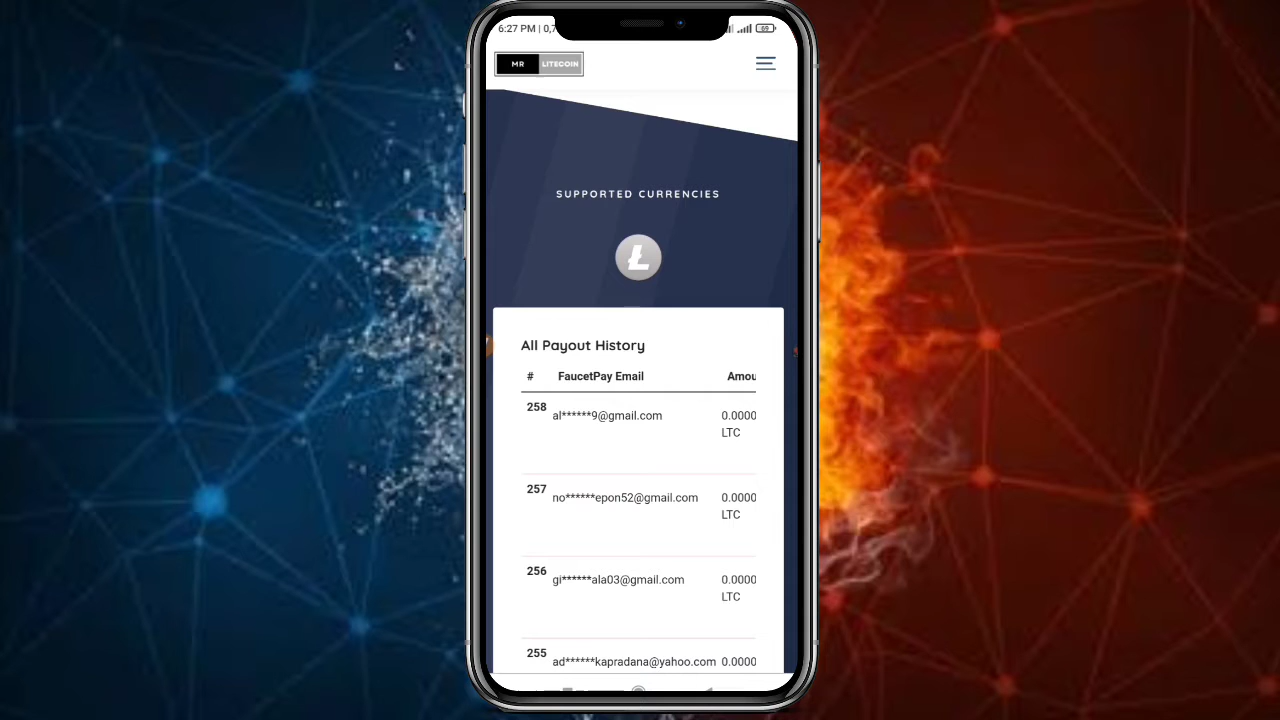 6:27 PM | 0,7
69
MR LITECOIN
SUPPORTED CURRENCIES
All Payout History
# FaucetPay Email Amou
258 al******9@gmail.com 0.0000
LTC
257 no******epon52@gmail.com 0.0000
LTC
256 gi******ala03@gmail.com 0.0000
LTC
255 ad******kapradana@yahoo.com 0.0000